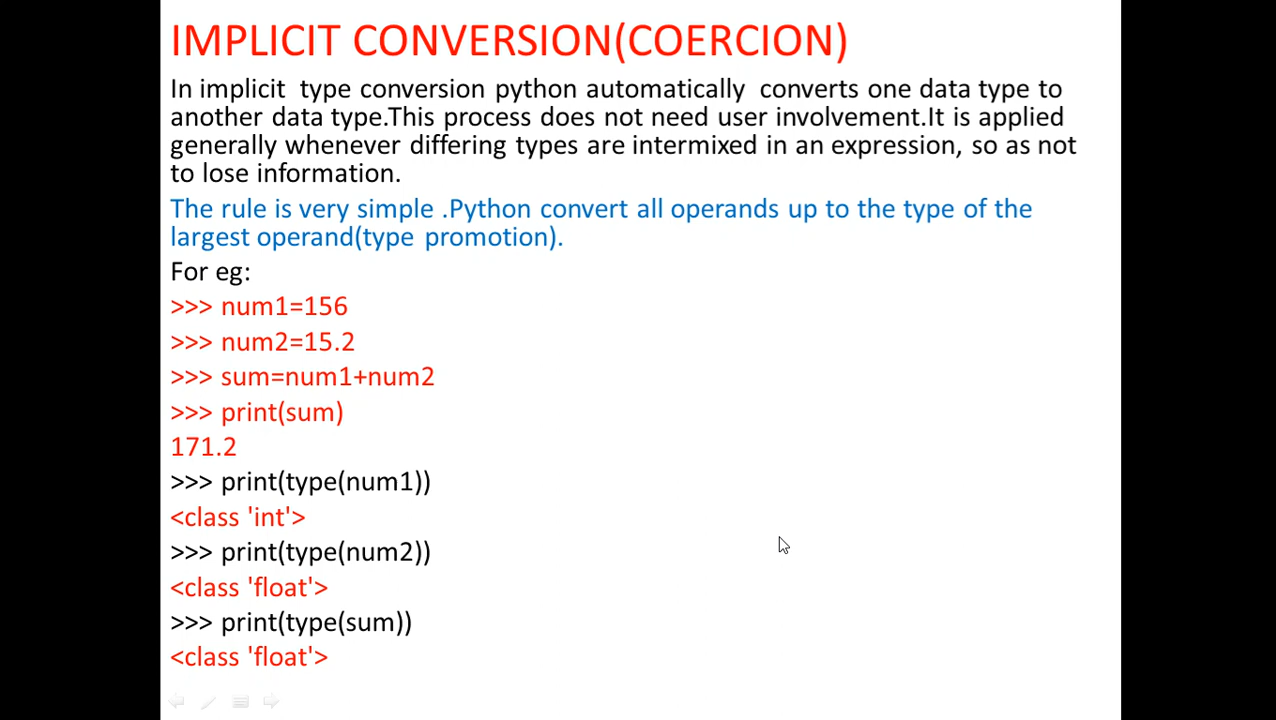 IMPLICIT CONVERSION(COERCION)
In implicit type conversion python automatically converts one data type to
another data type.This process does not need user involvement.It is applied
generally whenever differing types are intermixed in an expression, so as not
to lose information.
The rule is very simple .Python convert all operands up to the type of the
largest operand(type promotion).
For eg:
>>> num1=156
>>> num2=15.2
>>> sum=num1+num2
>>> print(sum)
171.2
>>> print(type(num1))
<class 'int'>
>>> print(type(num2))
<class 'float'>
>>> print(type(sum))
<class 'float'>